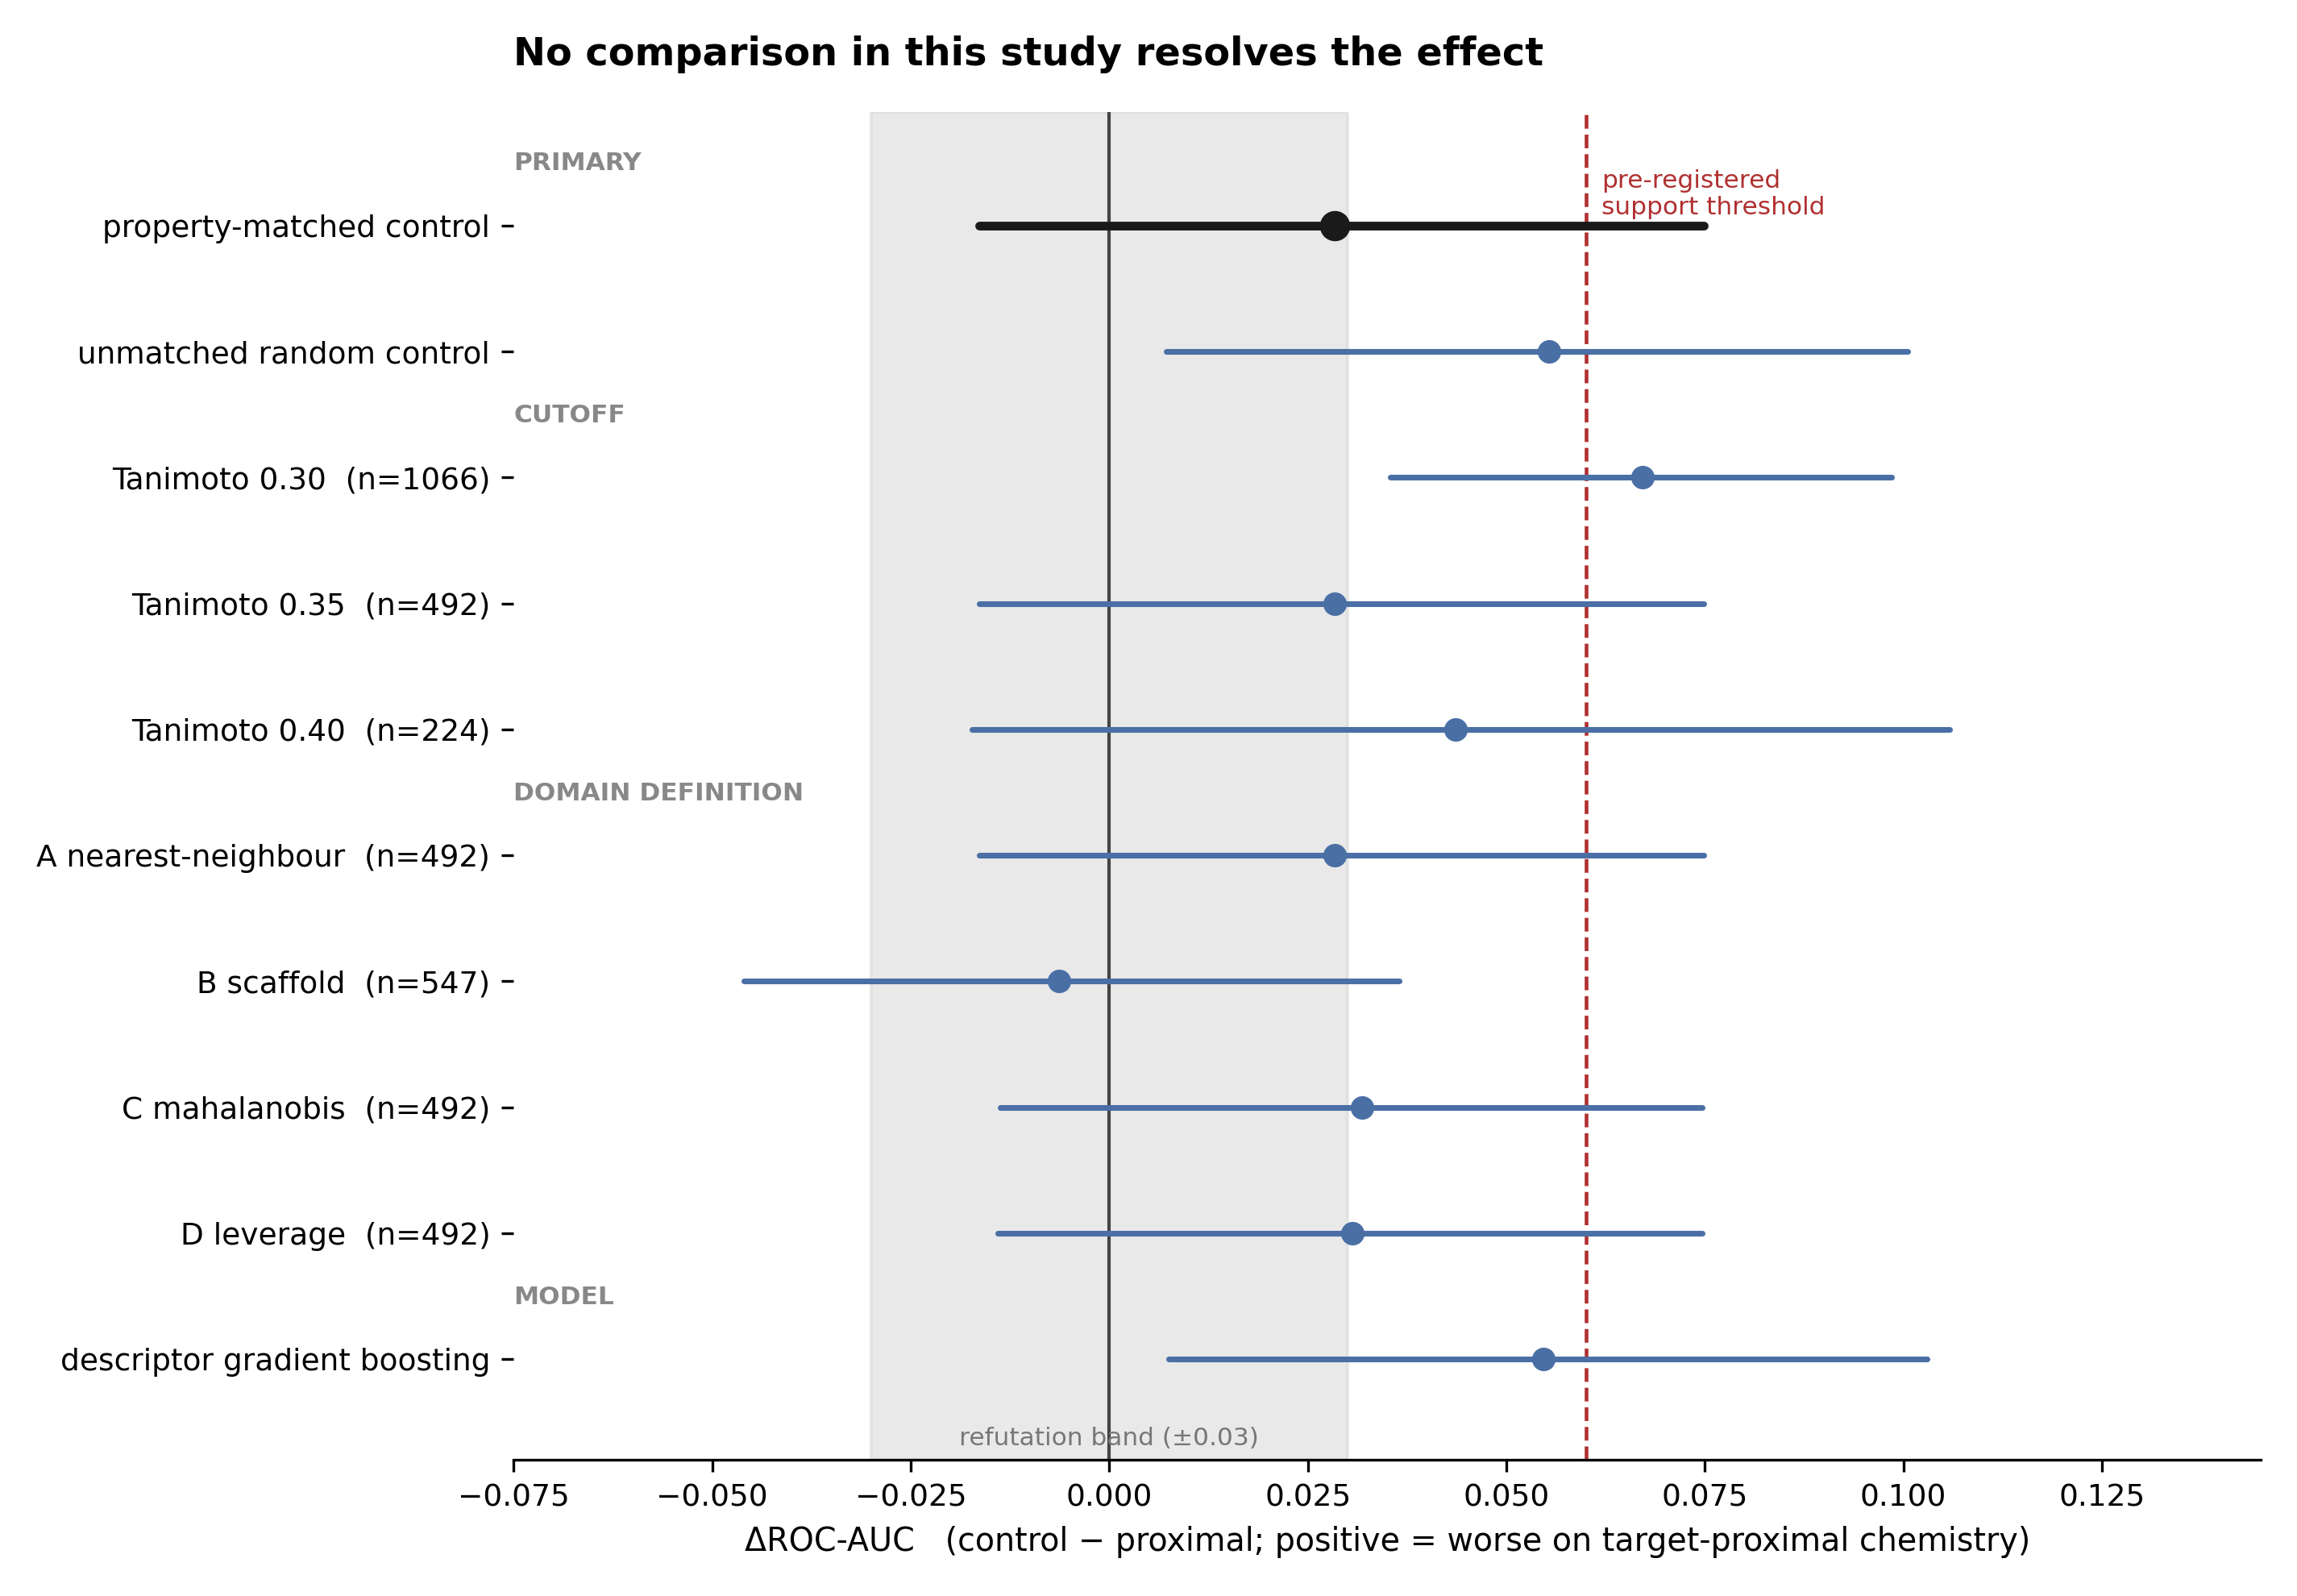 No comparison in this study resolves the effect
PRIMARY
pre-registered
support threshold
property-matched control
unmatched random control
CUTOFF
Tanimoto 0.30  (n=1066)
Tanimoto 0.35  (n=492)
Tanimoto 0.40  (n=224)
DOMAIN DEFINITION
A nearest-neighbour  (n=492)
B scaffold  (n=547)
C mahalanobis  (n=492)
D leverage  (n=492)
MODEL
descriptor gradient boosting
refutation band (±0.03)
−0.075 −0.050 −0.025 0.000 0.025 0.050 0.075 0.100 0.125
ΔROC-AUC   (control − proximal; positive = worse on target-proximal chemistry)